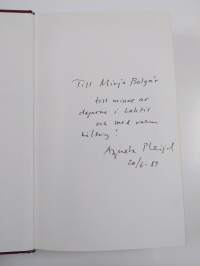 Till Mirja Bolgár
till minne av
dagarna i Lahtis
och med varm
hälsning!
Agneta Pleijel
20/6-89